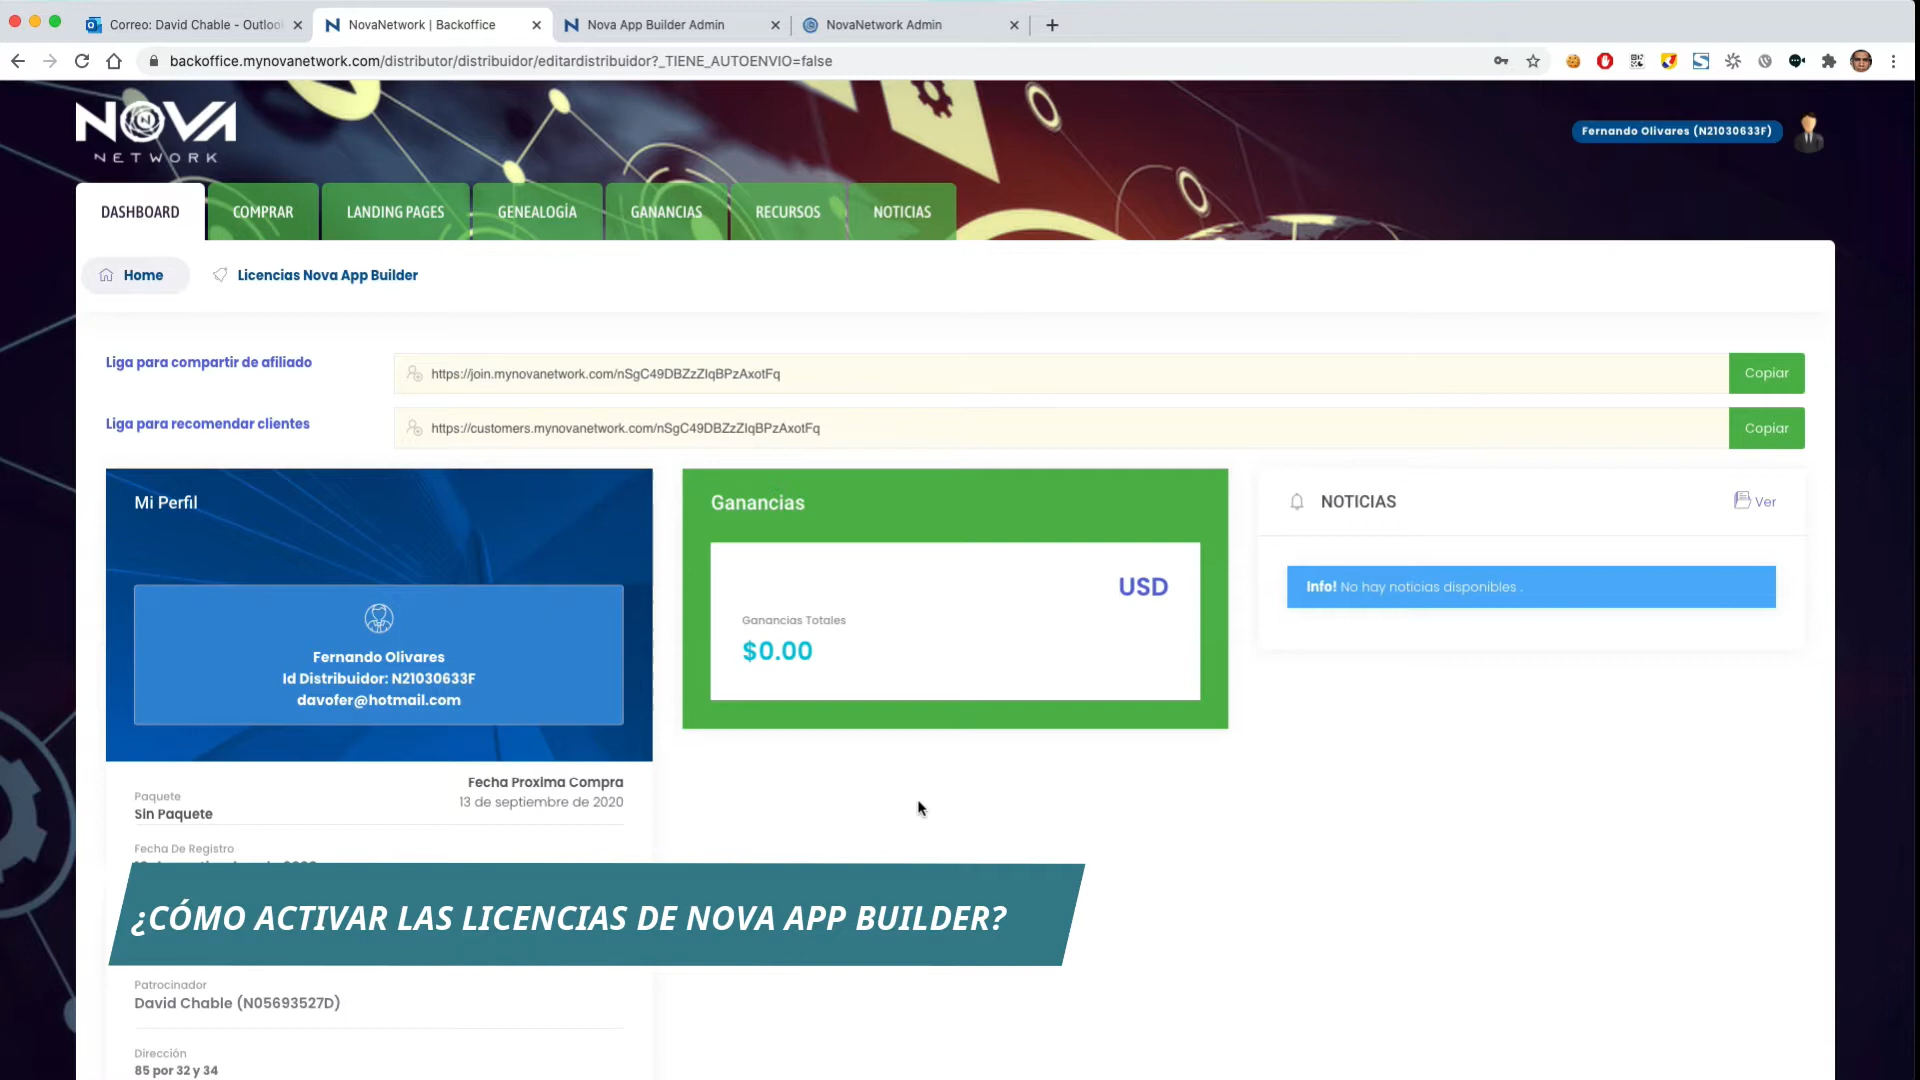 Correo: David Chable - Outloo
NovaNetwork | Backoffice
Nova App Builder Admin
NovaNetwork Admin
backoffice.mynovanetwork.com/distributor/distribuidor/editardistribuidor?_TIENE_AUTOENVIO=false
NOVA
NETWORK
Fernando Olivares (N21030633F)
DASHBOARD
COMPRAR
LANDING PAGES
GENEALOGÍA
GANANCIAS
RECURSOS
NOTICIAS
Home
Licencias Nova App Builder
Liga para compartir de afiliado
https://join.mynovanetwork.com/nSgC49DBZzZIqBPzAxotFq
Copiar
Liga para recomendar clientes
https://customers.mynovanetwork.com/nSgC49DBZzZIqBPzAxotFq
Copiar
Mi Perfil
Fernando Olivares
Id Distribuidor: N21030633F
davofer@hotmail.com
Paquete
Sin Paquete
Fecha Proxima Compra
13 de septiembre de 2020
Fecha De Registro
Ganancias
USD
Ganancias Totales
$0.00
NOTICIAS
Ver
Info! No hay noticias disponibles .
¿CÓMO ACTIVAR LAS LICENCIAS DE NOVA APP BUILDER?
Patrocinador
David Chable (N05693527D)
Dirección
85 por 32 y 34